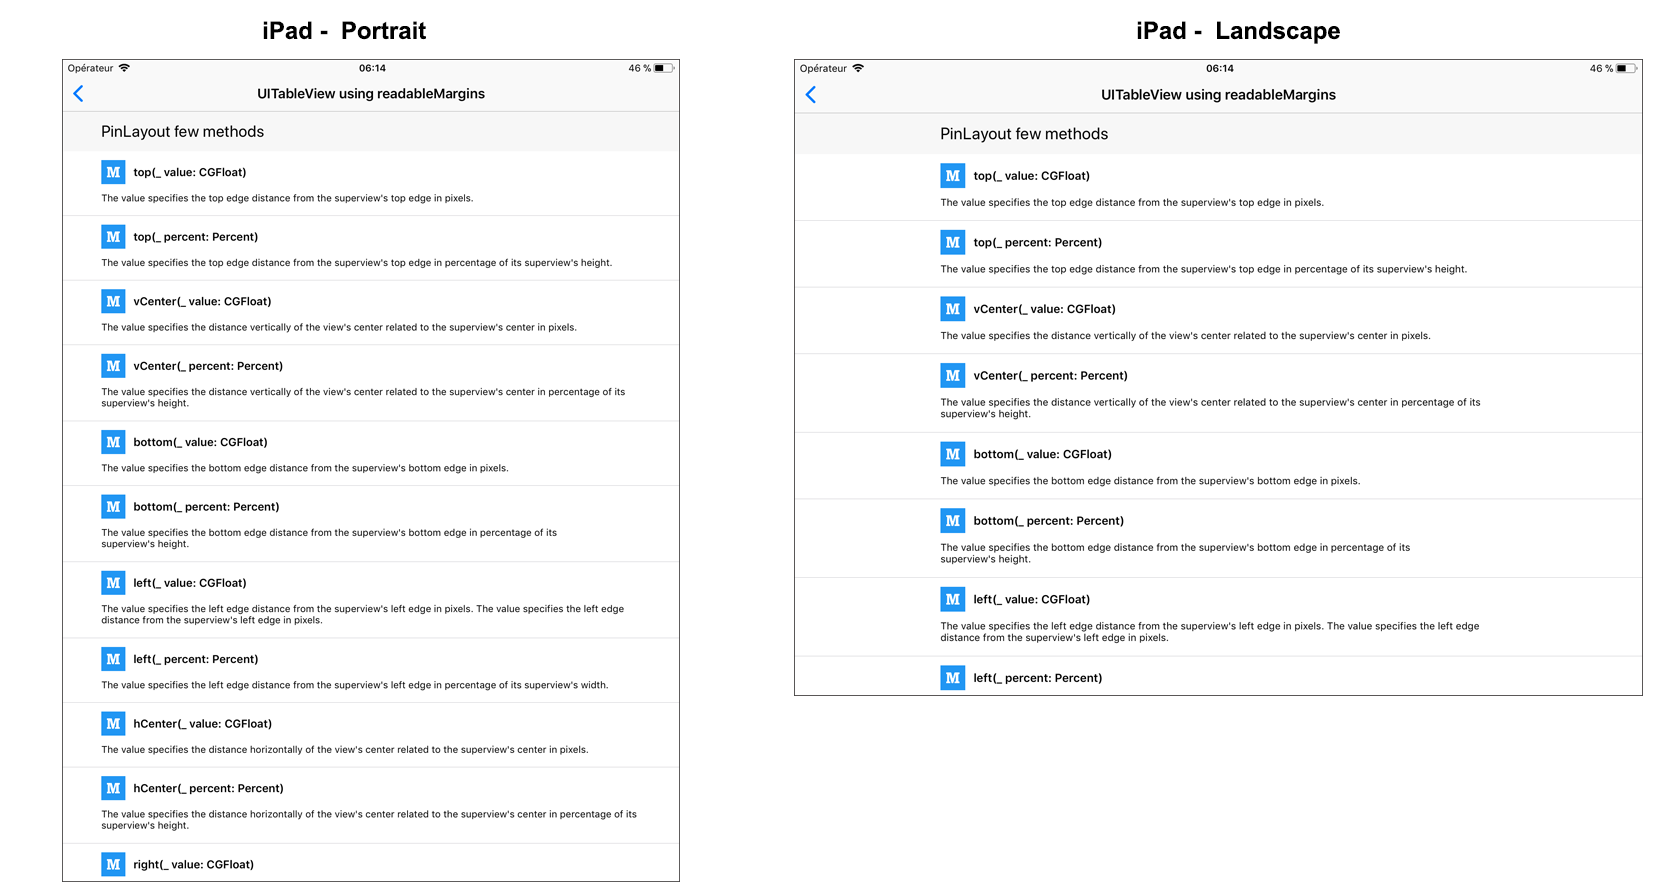 iPad - Portrait
Opérateur 06:14 46 %
UITableView using readableMargins
PinLayout few methods
M top(_ value: CGFloat)
The value specifies the top edge distance from the superview's top edge in pixels.
M top(_ percent: Percent)
The value specifies the top edge distance from the superview's top edge in percentage of its superview's height.
M vCenter(_ value: CGFloat)
The value specifies the distance vertically of the view's center related to the superview's center in pixels.
M vCenter(_ percent: Percent)
The value specifies the distance vertically of the view's center related to the superview's center in percentage of its
superview's height.
M bottom(_ value: CGFloat)
The value specifies the bottom edge distance from the superview's bottom edge in pixels.
M bottom(_ percent: Percent)
The value specifies the bottom edge distance from the superview's bottom edge in percentage of its
superview's height.
M left(_ value: CGFloat)
The value specifies the left edge distance from the superview's left edge in pixels. The value specifies the left edge
distance from the superview's left edge in pixels.
M left(_ percent: Percent)
The value specifies the left edge distance from the superview's left edge in percentage of its superview's width.
M hCenter(_ value: CGFloat)
The value specifies the distance horizontally of the view's center related to the superview's center in pixels.
M hCenter(_ percent: Percent)
The value specifies the distance horizontally of the view's center related to the superview's center in percentage of its
superview's height.
M right(_ value: CGFloat)
iPad - Landscape
Opérateur 06:14 46 %
UITableView using readableMargins
PinLayout few methods
M top(_ value: CGFloat)
The value specifies the top edge distance from the superview's top edge in pixels.
M top(_ percent: Percent)
The value specifies the top edge distance from the superview's top edge in percentage of its superview's height.
M vCenter(_ value: CGFloat)
The value specifies the distance vertically of the view's center related to the superview's center in pixels.
M vCenter(_ percent: Percent)
The value specifies the distance vertically of the view's center related to the superview's center in percentage of its
superview's height.
M bottom(_ value: CGFloat)
The value specifies the bottom edge distance from the superview's bottom edge in pixels.
M bottom(_ percent: Percent)
The value specifies the bottom edge distance from the superview's bottom edge in percentage of its
superview's height.
M left(_ value: CGFloat)
The value specifies the left edge distance from the superview's left edge in pixels. The value specifies the left edge
distance from the superview's left edge in pixels.
M left(_ percent: Percent)